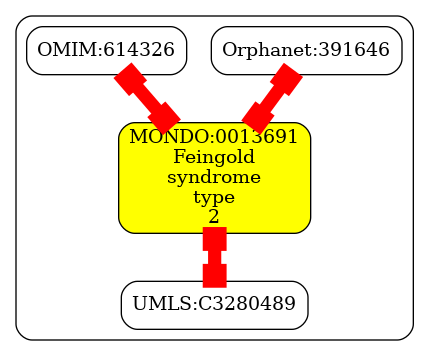 OMIM:614326
Orphanet:391646
MONDO:0013691
Feingold
syndrome
type
2
UMLS:C3280489